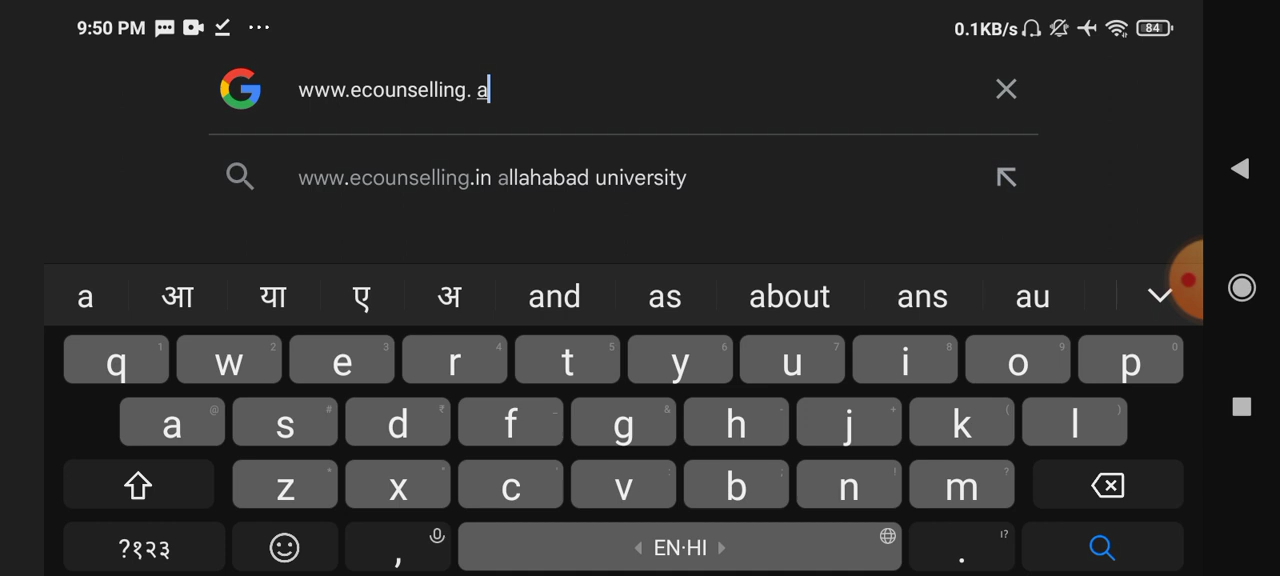 9:50 PM ... 0.1KB/s 84
www.ecounselling. a
www.ecounselling.in allahabad university
a आ या ए अ and as about ans au
q 1 w 2 e 3 r 4 t 5 y 6 u 7 i 8 o 9 p 0
a @ s # d ₹ f _ g & h - j + k ( l )
z * x " c ' v : b ; n ! m ?
?१२३ , EN·HI . !?